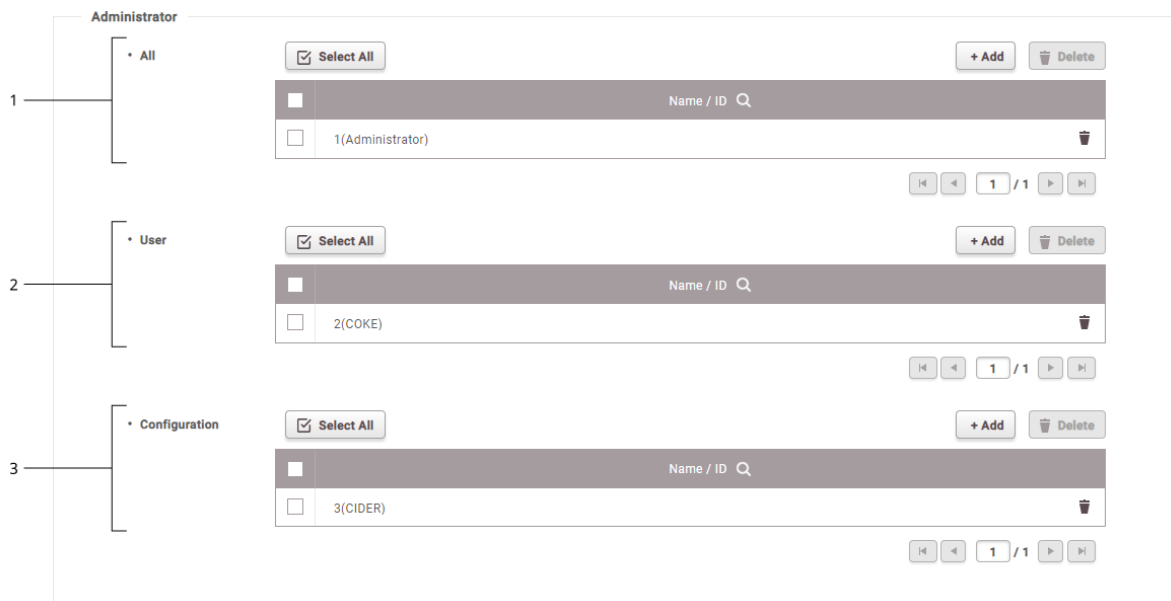 Administrator
1
• All
Select All
+ Add
Delete
Name / ID
1(Administrator)
1 / 1
2
• User
Select All
+ Add
Delete
Name / ID
2(COKE)
1 / 1
3
• Configuration
Select All
+ Add
Delete
Name / ID
3(CIDER)
1 / 1